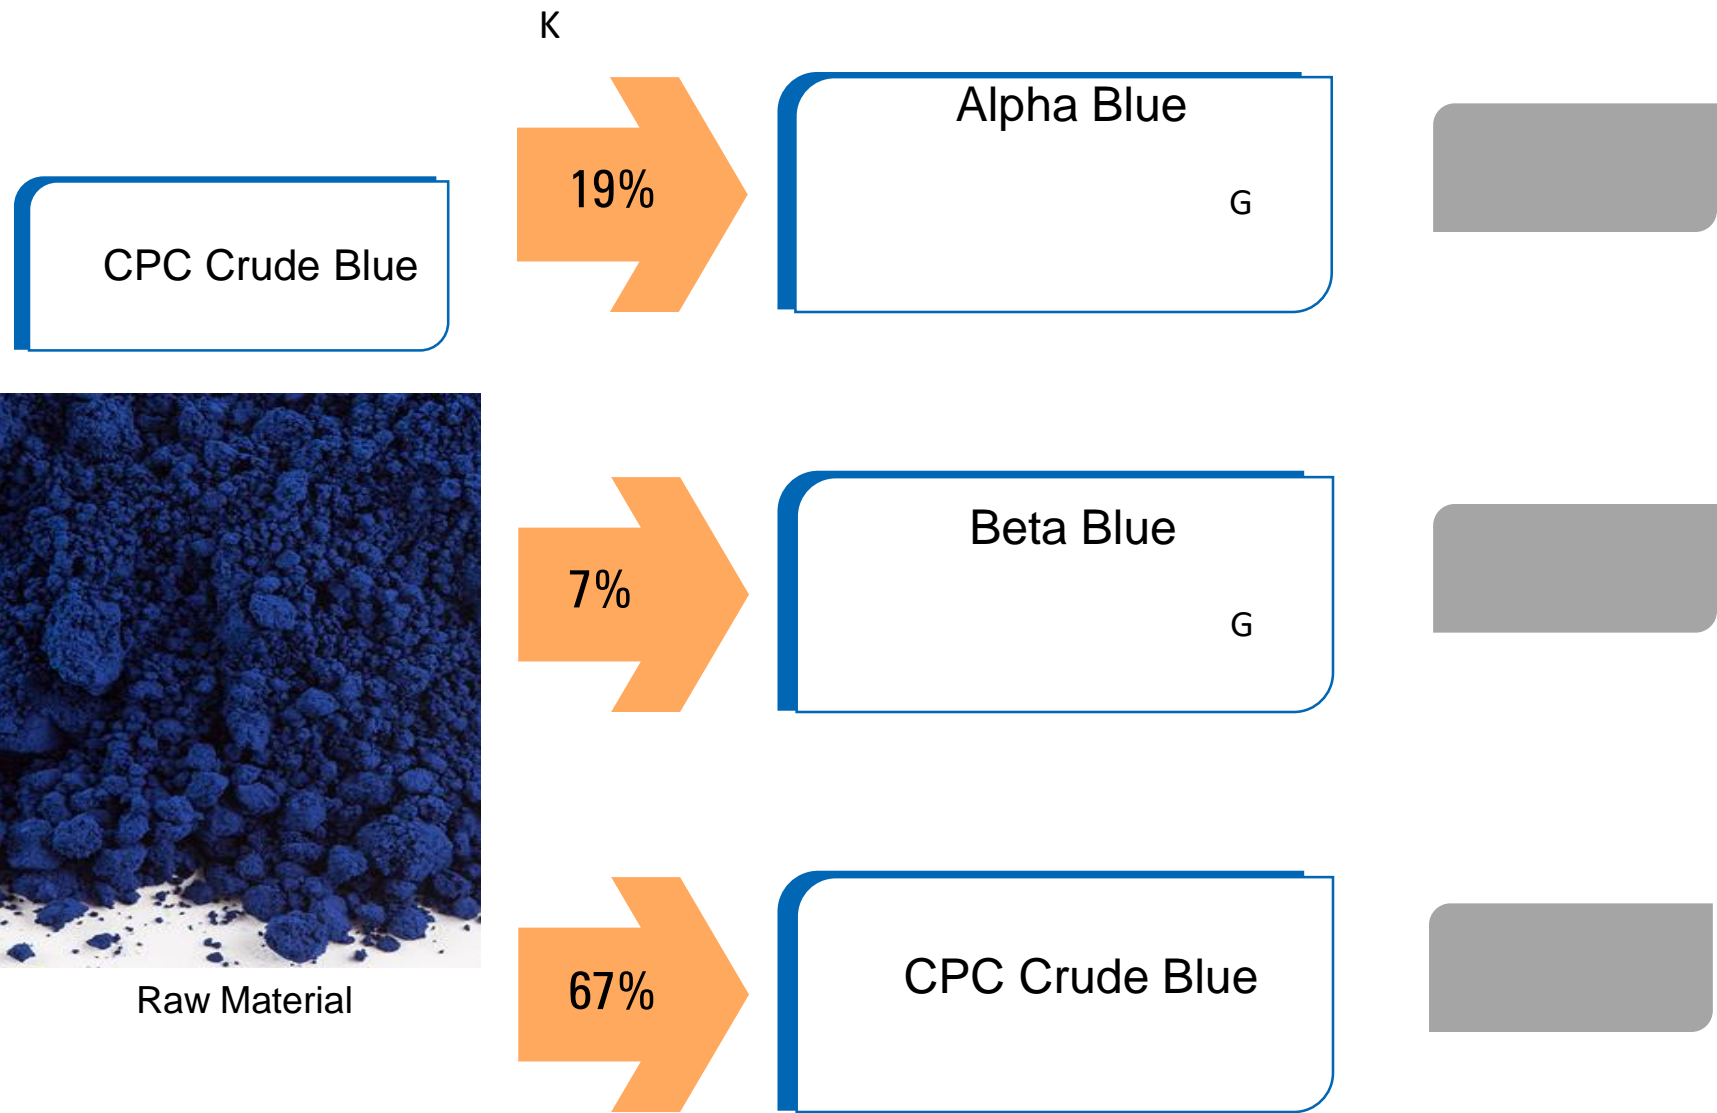 K
Alpha Blue
19%
G
CPC Crude Blue
Beta Blue
7%
G
CPC Crude Blue
67%
Raw Material